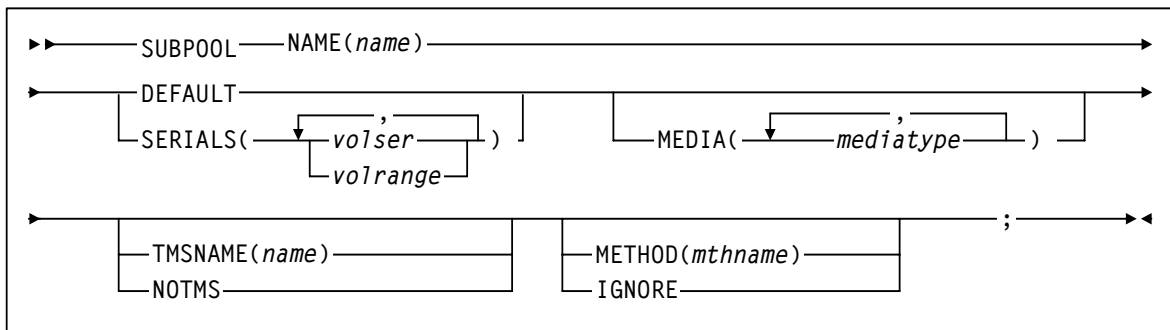 SUBPOOL NAME(name)
DEFAULT
SERIALS( volser , ) MEDIA( mediatype , )
volrange
;
TMSNAME(name) METHOD(mthname)
NOTMS IGNORE